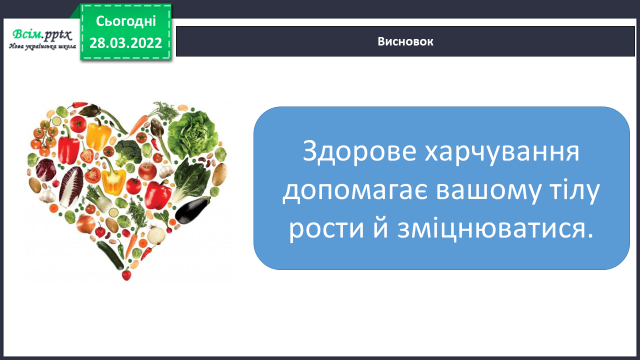 Всім.pptx
Нова українська школа
Сьогодні
28.03.2022
Висновок
Здорове харчування
допомагає вашому тілу
рости й зміцнюватися.